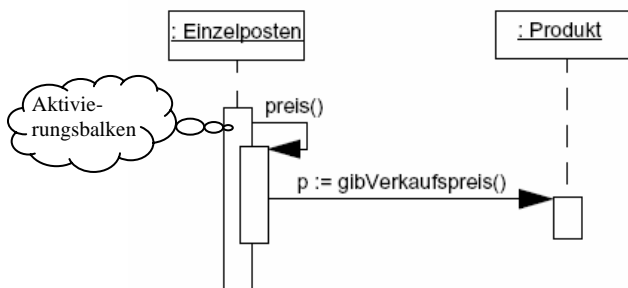 : Einzelposten
: Produkt
Aktivie-
rungsbalken
preis()
p := gibVerkaufspreis()